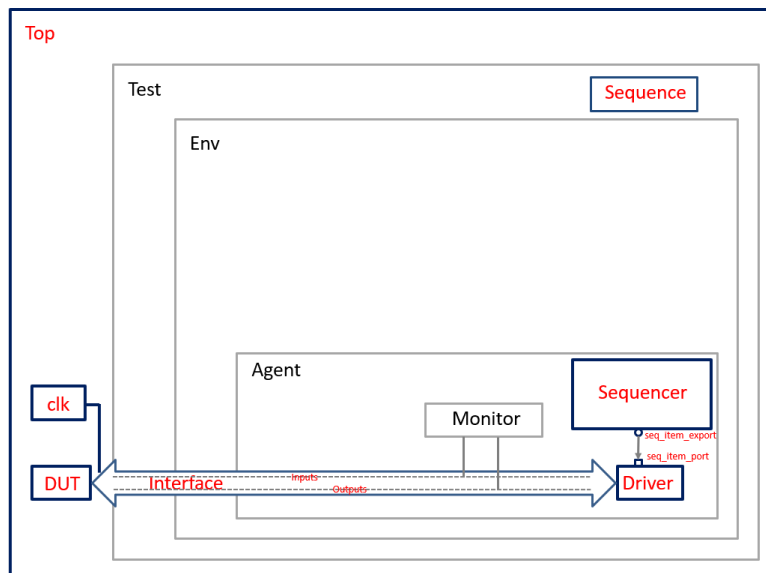 Top
Test
Sequence
Env
Agent
Sequencer
clk
Monitor
seq_item_export
seq_item_port
DUT
Interface
Inputs
Outputs
Driver